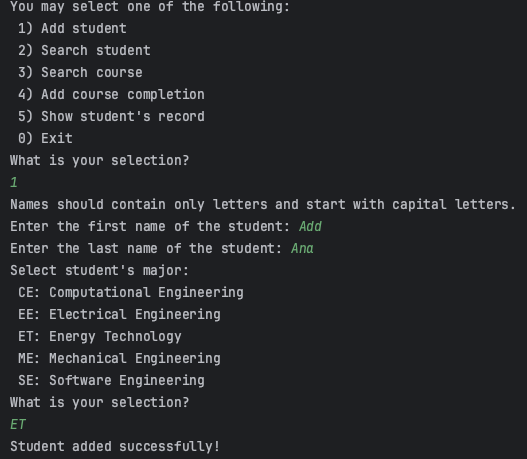 You may select one of the following:
1) Add student
2) Search student
3) Search course
4) Add course completion
5) Show student's record
0) Exit
What is your selection?
1
Names should contain only letters and start with capital letters.
Enter the first name of the student: Add
Enter the last name of the student: Ana
Select student's major:
CE: Computational Engineering
EE: Electrical Engineering
ET: Energy Technology
ME: Mechanical Engineering
SE: Software Engineering
What is your selection?
ET
Student added successfully!